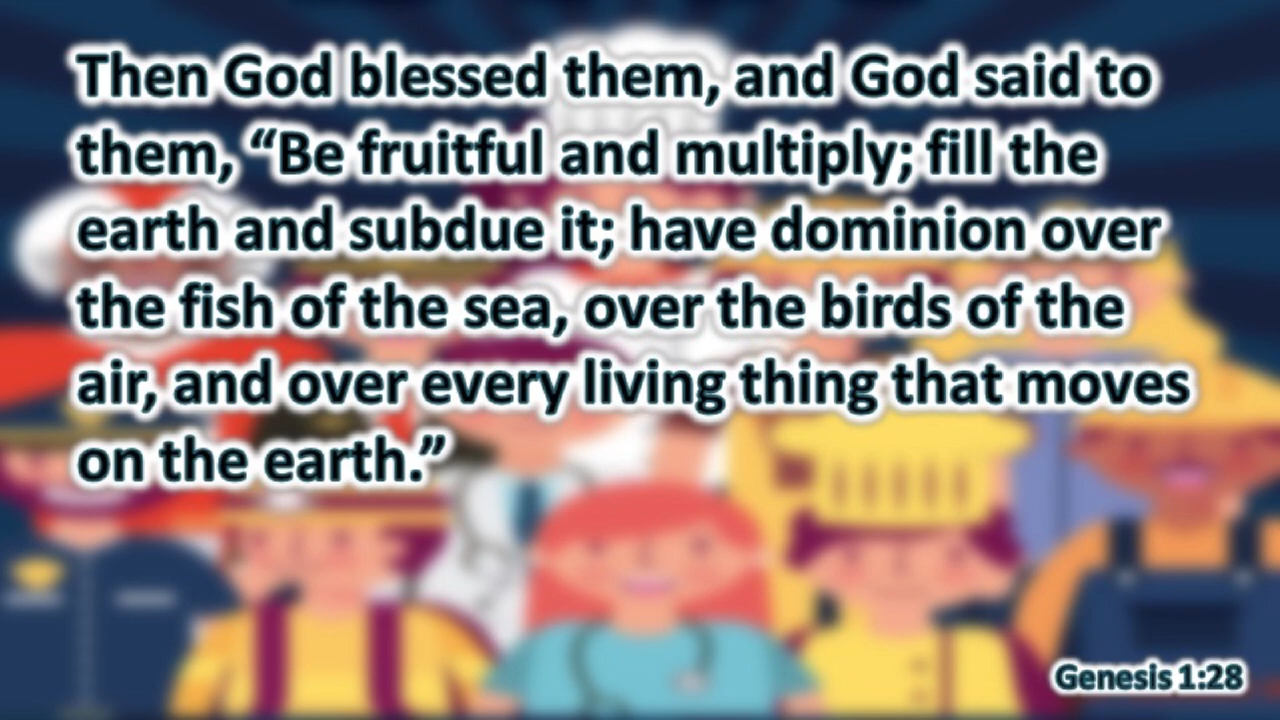 Then God blessed them, and God said to
them, “Be fruitful and multiply; fill the
earth and subdue it; have dominion over
the fish of the sea, over the birds of the
air, and over every living thing that moves
on the earth.”
Genesis 1:28